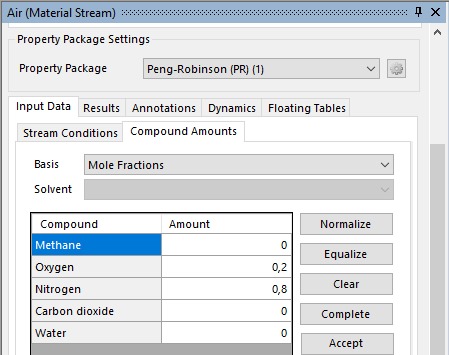 Air (Material Stream)
Property Package Settings
Property Package Peng-Robinson (PR) (1)
Input Data Results Annotations Dynamics Floating Tables
Stream Conditions Compound Amounts
Basis Mole Fractions
Solvent
Compound Amount Normalize
Methane 0
Oxygen 0,2 Equalize
Nitrogen 0,8 Clear
Carbon dioxide 0 Complete
Water 0
Accept